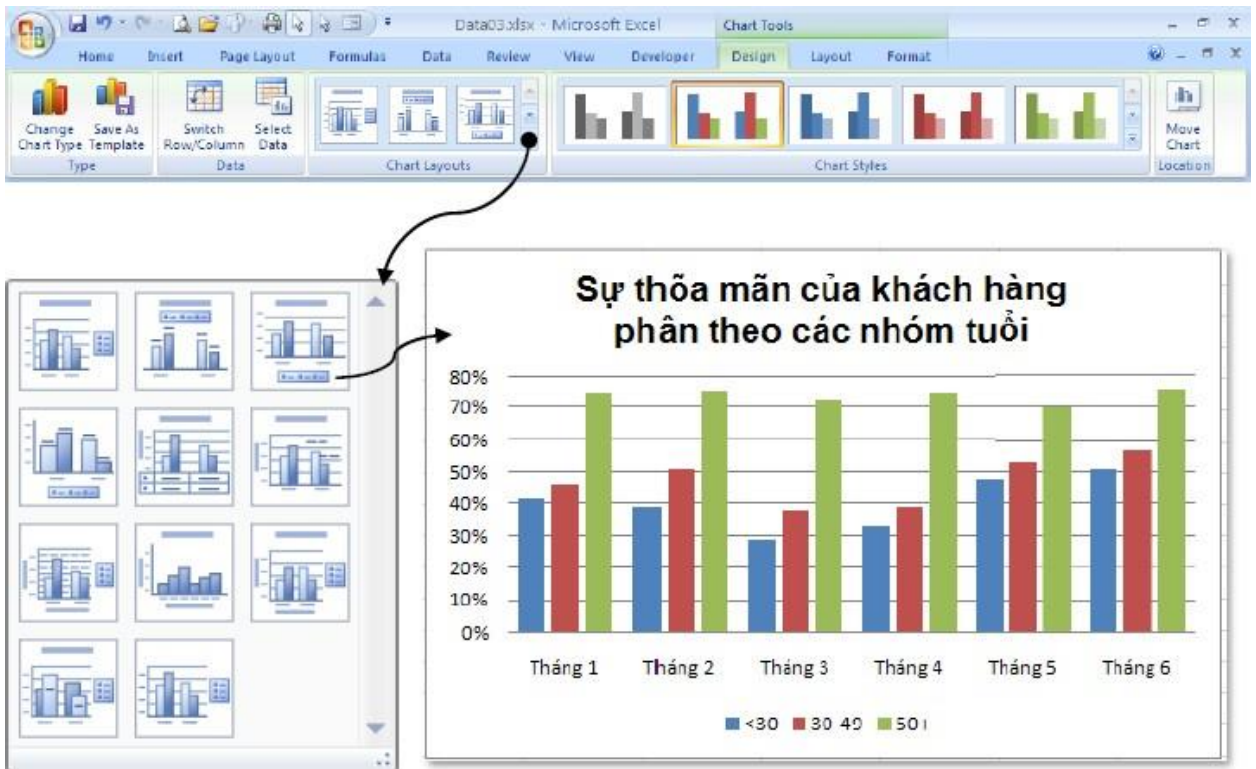 Data03.xlsx - Microsoft Excel
Chart Tools
Home Insert Page Layout Formulas Data Review View Developer Design Layout Format
Change Chart Type
Save As Template
Switch Row/Column
Select Data
Move Chart
Type Data Chart Layouts Chart Styles Location
Sự thõa mãn của khách hàng
phân theo các nhóm tuổi
80%
70%
60%
50%
40%
30%
20%
10%
0%
Tháng 1 Tháng 2 Tháng 3 Tháng 4 Tháng 5 Tháng 6
<30 30-49 50+